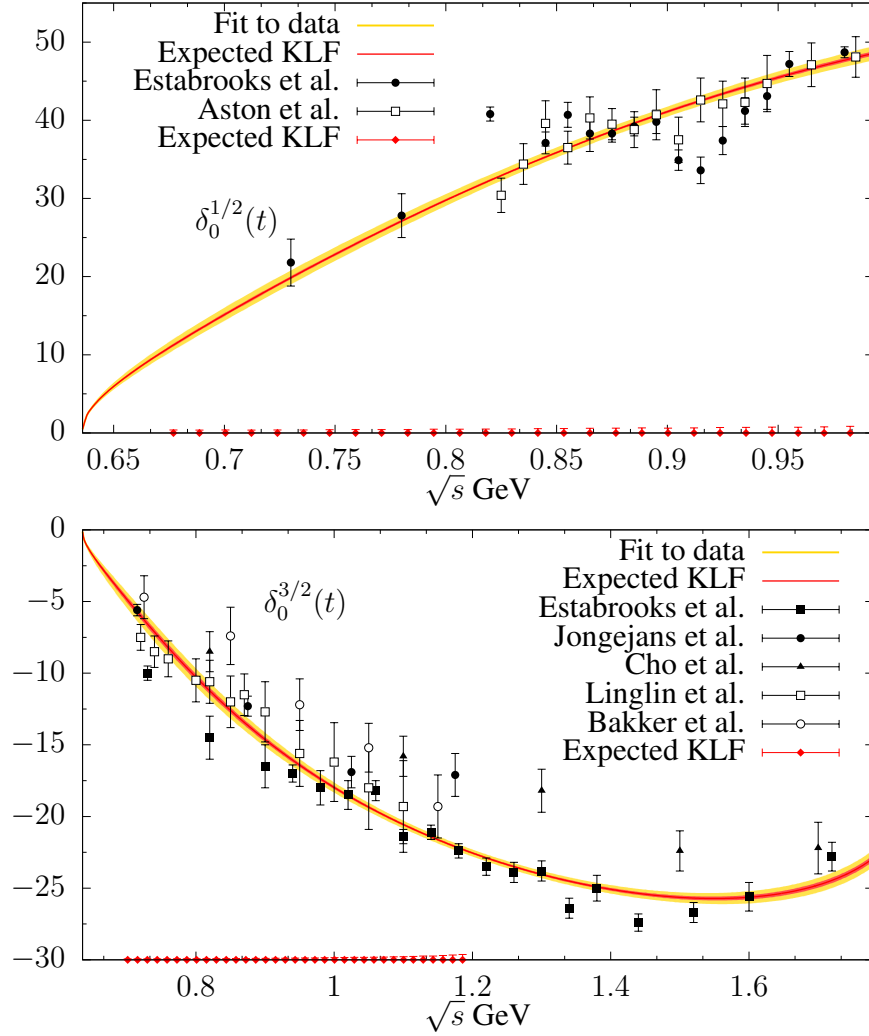 50
40
30
20
10
0
Fit to data
Expected KLF
Estabrooks et al.
Aston et al.
Expected KLF
δ_0^{1/2}(t)
0.65 0.7 0.75 0.8 0.85 0.9 0.95
√s GeV
0
−5
−10
−15
−20
−25
−30
δ_0^{3/2}(t)
Fit to data
Expected KLF
Estabrooks et al.
Jongejans et al.
Cho et al.
Linglin et al.
Bakker et al.
Expected KLF
0.8 1 1.2 1.4 1.6
√s GeV